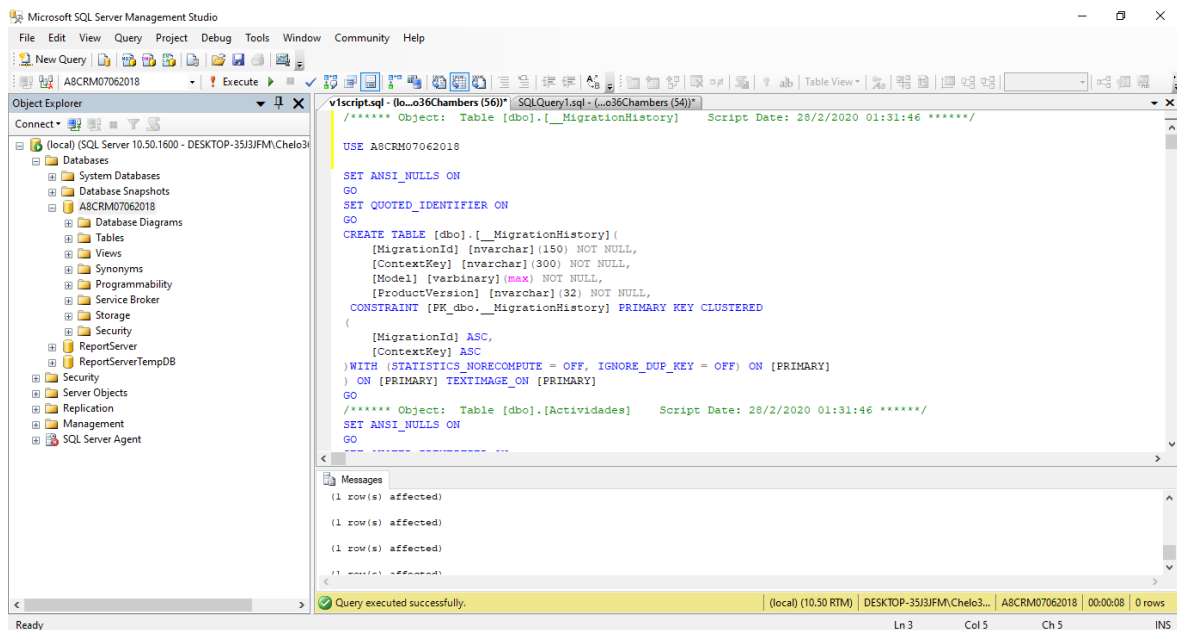 Microsoft SQL Server Management Studio
File Edit View Query Project Debug Tools Window Community Help
New Query
A8CRM07062018 Execute Table View
Object Explorer
Connect
(local) (SQL Server 10.50.1600 - DESKTOP-35J3JFM\Chelo3
Databases
System Databases
Database Snapshots
A8CRM07062018
Database Diagrams
Tables
Views
Synonyms
Programmability
Service Broker
Storage
Security
ReportServer
ReportServerTempDB
Security
Server Objects
Replication
Management
SQL Server Agent
v1script.sql - (lo...o36Chambers (56))* SQLQuery1.sql - (...o36Chambers (54))*
/****** Object:  Table [dbo].[__MigrationHistory]    Script Date: 28/2/2020 01:31:46 ******/
USE A8CRM07062018
SET ANSI_NULLS ON
GO
SET QUOTED_IDENTIFIER ON
GO
CREATE TABLE [dbo].[__MigrationHistory](
[MigrationId] [nvarchar](150) NOT NULL,
[ContextKey] [nvarchar](300) NOT NULL,
[Model] [varbinary](max) NOT NULL,
[ProductVersion] [nvarchar](32) NOT NULL,
CONSTRAINT [PK_dbo.__MigrationHistory] PRIMARY KEY CLUSTERED
(
[MigrationId] ASC,
[ContextKey] ASC
)WITH (STATISTICS_NORECOMPUTE = OFF, IGNORE_DUP_KEY = OFF) ON [PRIMARY]
) ON [PRIMARY] TEXTIMAGE_ON [PRIMARY]
GO
/****** Object:  Table [dbo].[Actividades]    Script Date: 28/2/2020 01:31:46 ******/
SET ANSI_NULLS ON
GO
Messages
(1 row(s) affected)
(1 row(s) affected)
(1 row(s) affected)
(1 row(s) affected)
Query executed successfully. (local) (10.50 RTM) DESKTOP-35J3JFM\Chelo3... A8CRM07062018 00:00:08 0 rows
Ready Ln 3 Col 5 Ch 5 INS